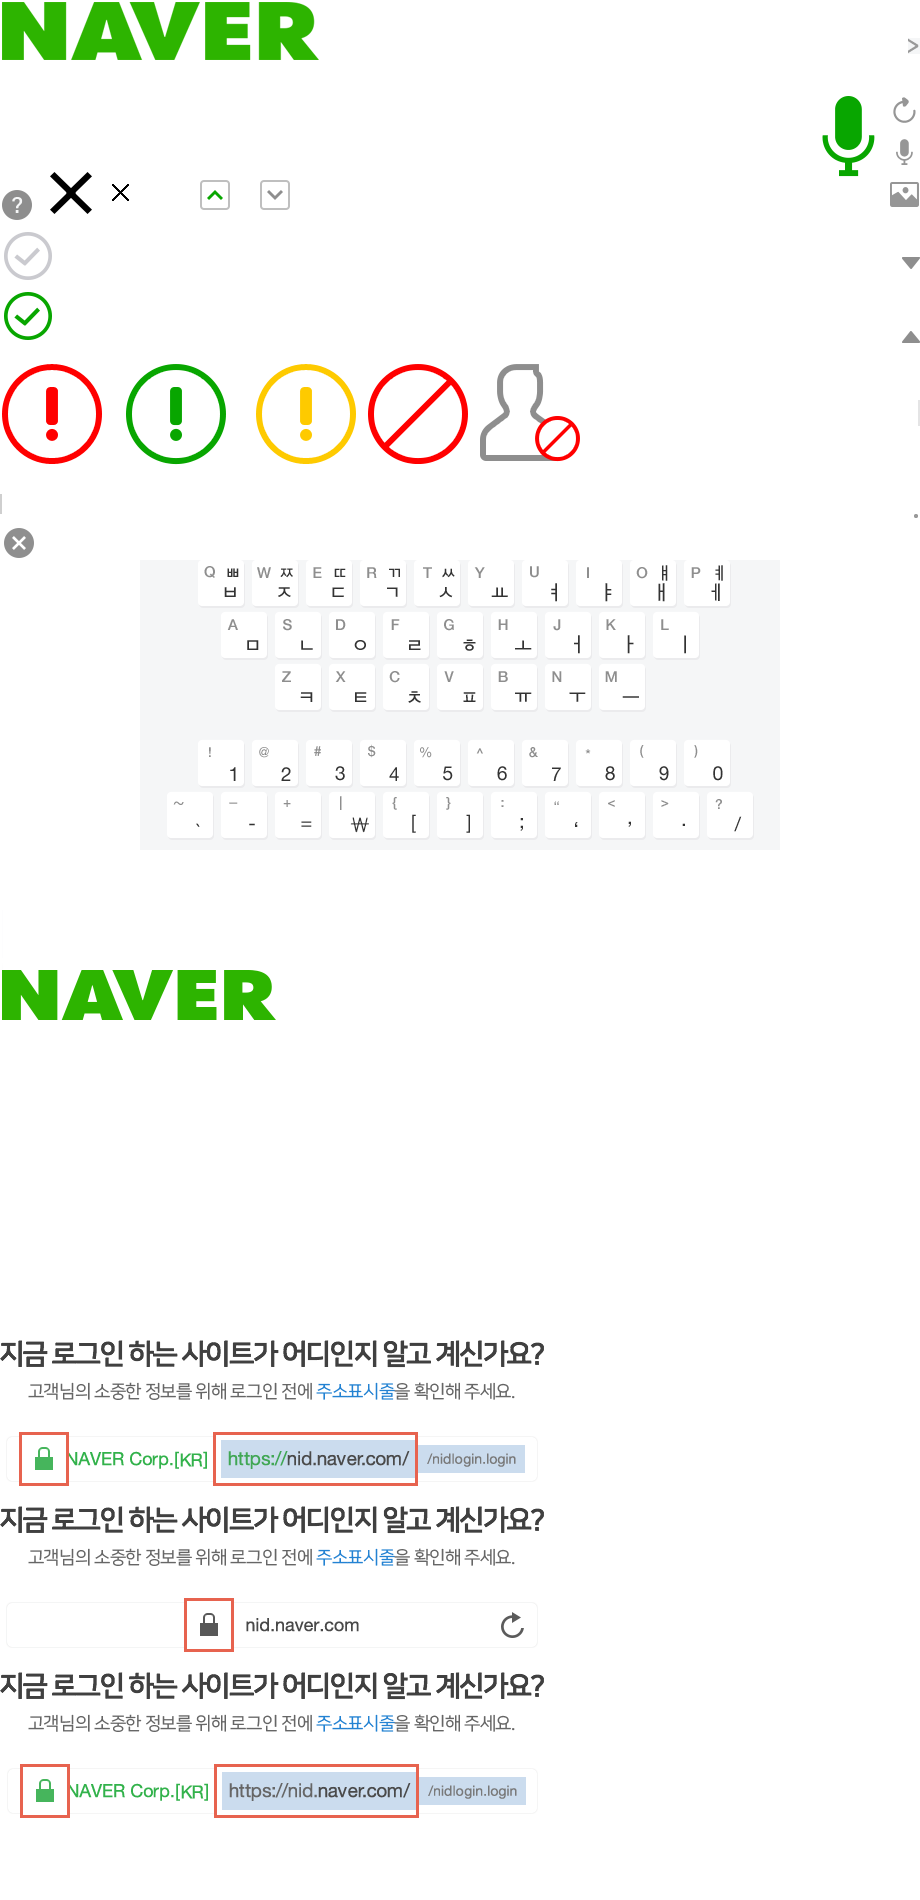 NAVER
?
Q ㅃ ㅂ W ㅉ ㅈ E ㄸ ㄷ R ㄲ ㄱ T ㅆ ㅅ Y ㅛ U ㅕ I ㅑ O ㅒ ㅐ P ㅖ ㅔ
A ㅁ S ㄴ D ㅇ F ㄹ G ㅎ H ㅗ J ㅓ K ㅏ L ㅣ
Z ㅋ X ㅌ C ㅊ V ㅍ B ㅠ N ㅜ M ㅡ
! 1 @ 2 # 3 $ 4 % 5 ^ 6 & 7 * 8 ( 9 ) 0
~ ` _ - + = | ₩ { [ } ] : ; “ ‘ < , > . ? /
NAVER
지금 로그인 하는 사이트가 어디인지 알고 계신가요?
고객님의 소중한 정보를 위해 로그인 전에 주소표시줄을 확인해 주세요.
NAVER Corp.[KR] https://nid.naver.com/ /nidlogin.login
지금 로그인 하는 사이트가 어디인지 알고 계신가요?
고객님의 소중한 정보를 위해 로그인 전에 주소표시줄을 확인해 주세요.
nid.naver.com
지금 로그인 하는 사이트가 어디인지 알고 계신가요?
고객님의 소중한 정보를 위해 로그인 전에 주소표시줄을 확인해 주세요.
NAVER Corp.[KR] https://nid.naver.com/ /nidlogin.login